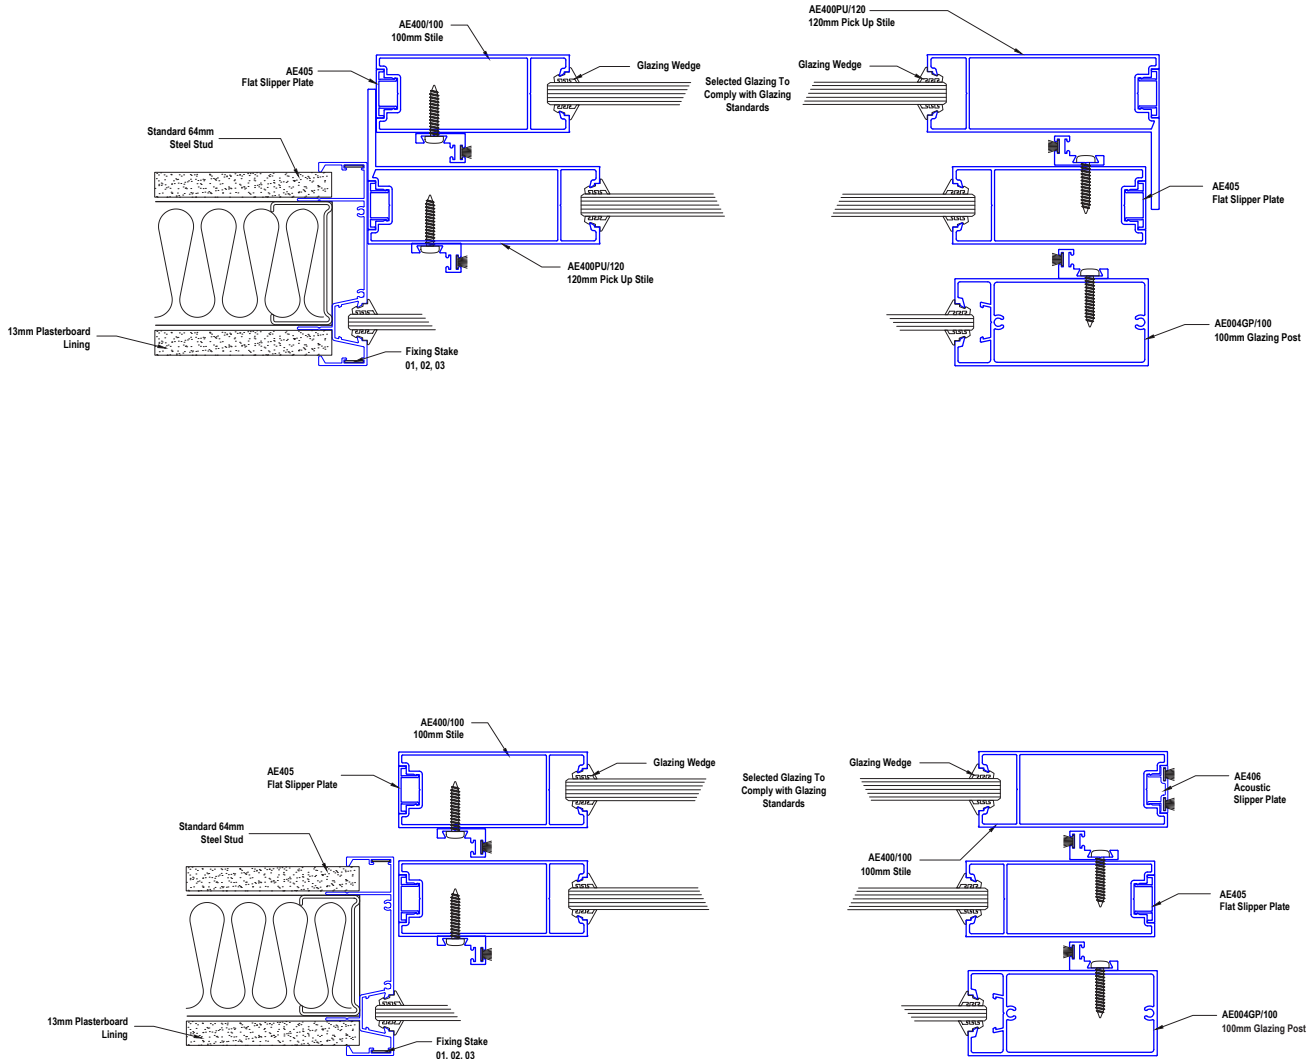 AE400/100
100mm Stile
AE405
Flat Slipper Plate
Glazing Wedge
Standard 64mm
Steel Stud
AE400PU/120
120mm Pick Up Stile
13mm Plasterboard
Lining
Fixing Stake
01, 02, 03
Selected Glazing To
Comply with Glazing
Standards
AE400PU/120
120mm Pick Up Stile
Glazing Wedge
AE405
Flat Slipper Plate
AE004GP/100
100mm Glazing Post
AE400/100
100mm Stile
AE405
Flat Slipper Plate
Glazing Wedge
Standard 64mm
Steel Stud
13mm Plasterboard
Lining
Fixing Stake
01, 02, 03
Selected Glazing To
Comply with Glazing
Standards
Glazing Wedge
AE406
Acoustic
Slipper Plate
AE400/100
100mm Stile
AE405
Flat Slipper Plate
AE004GP/100
100mm Glazing Post